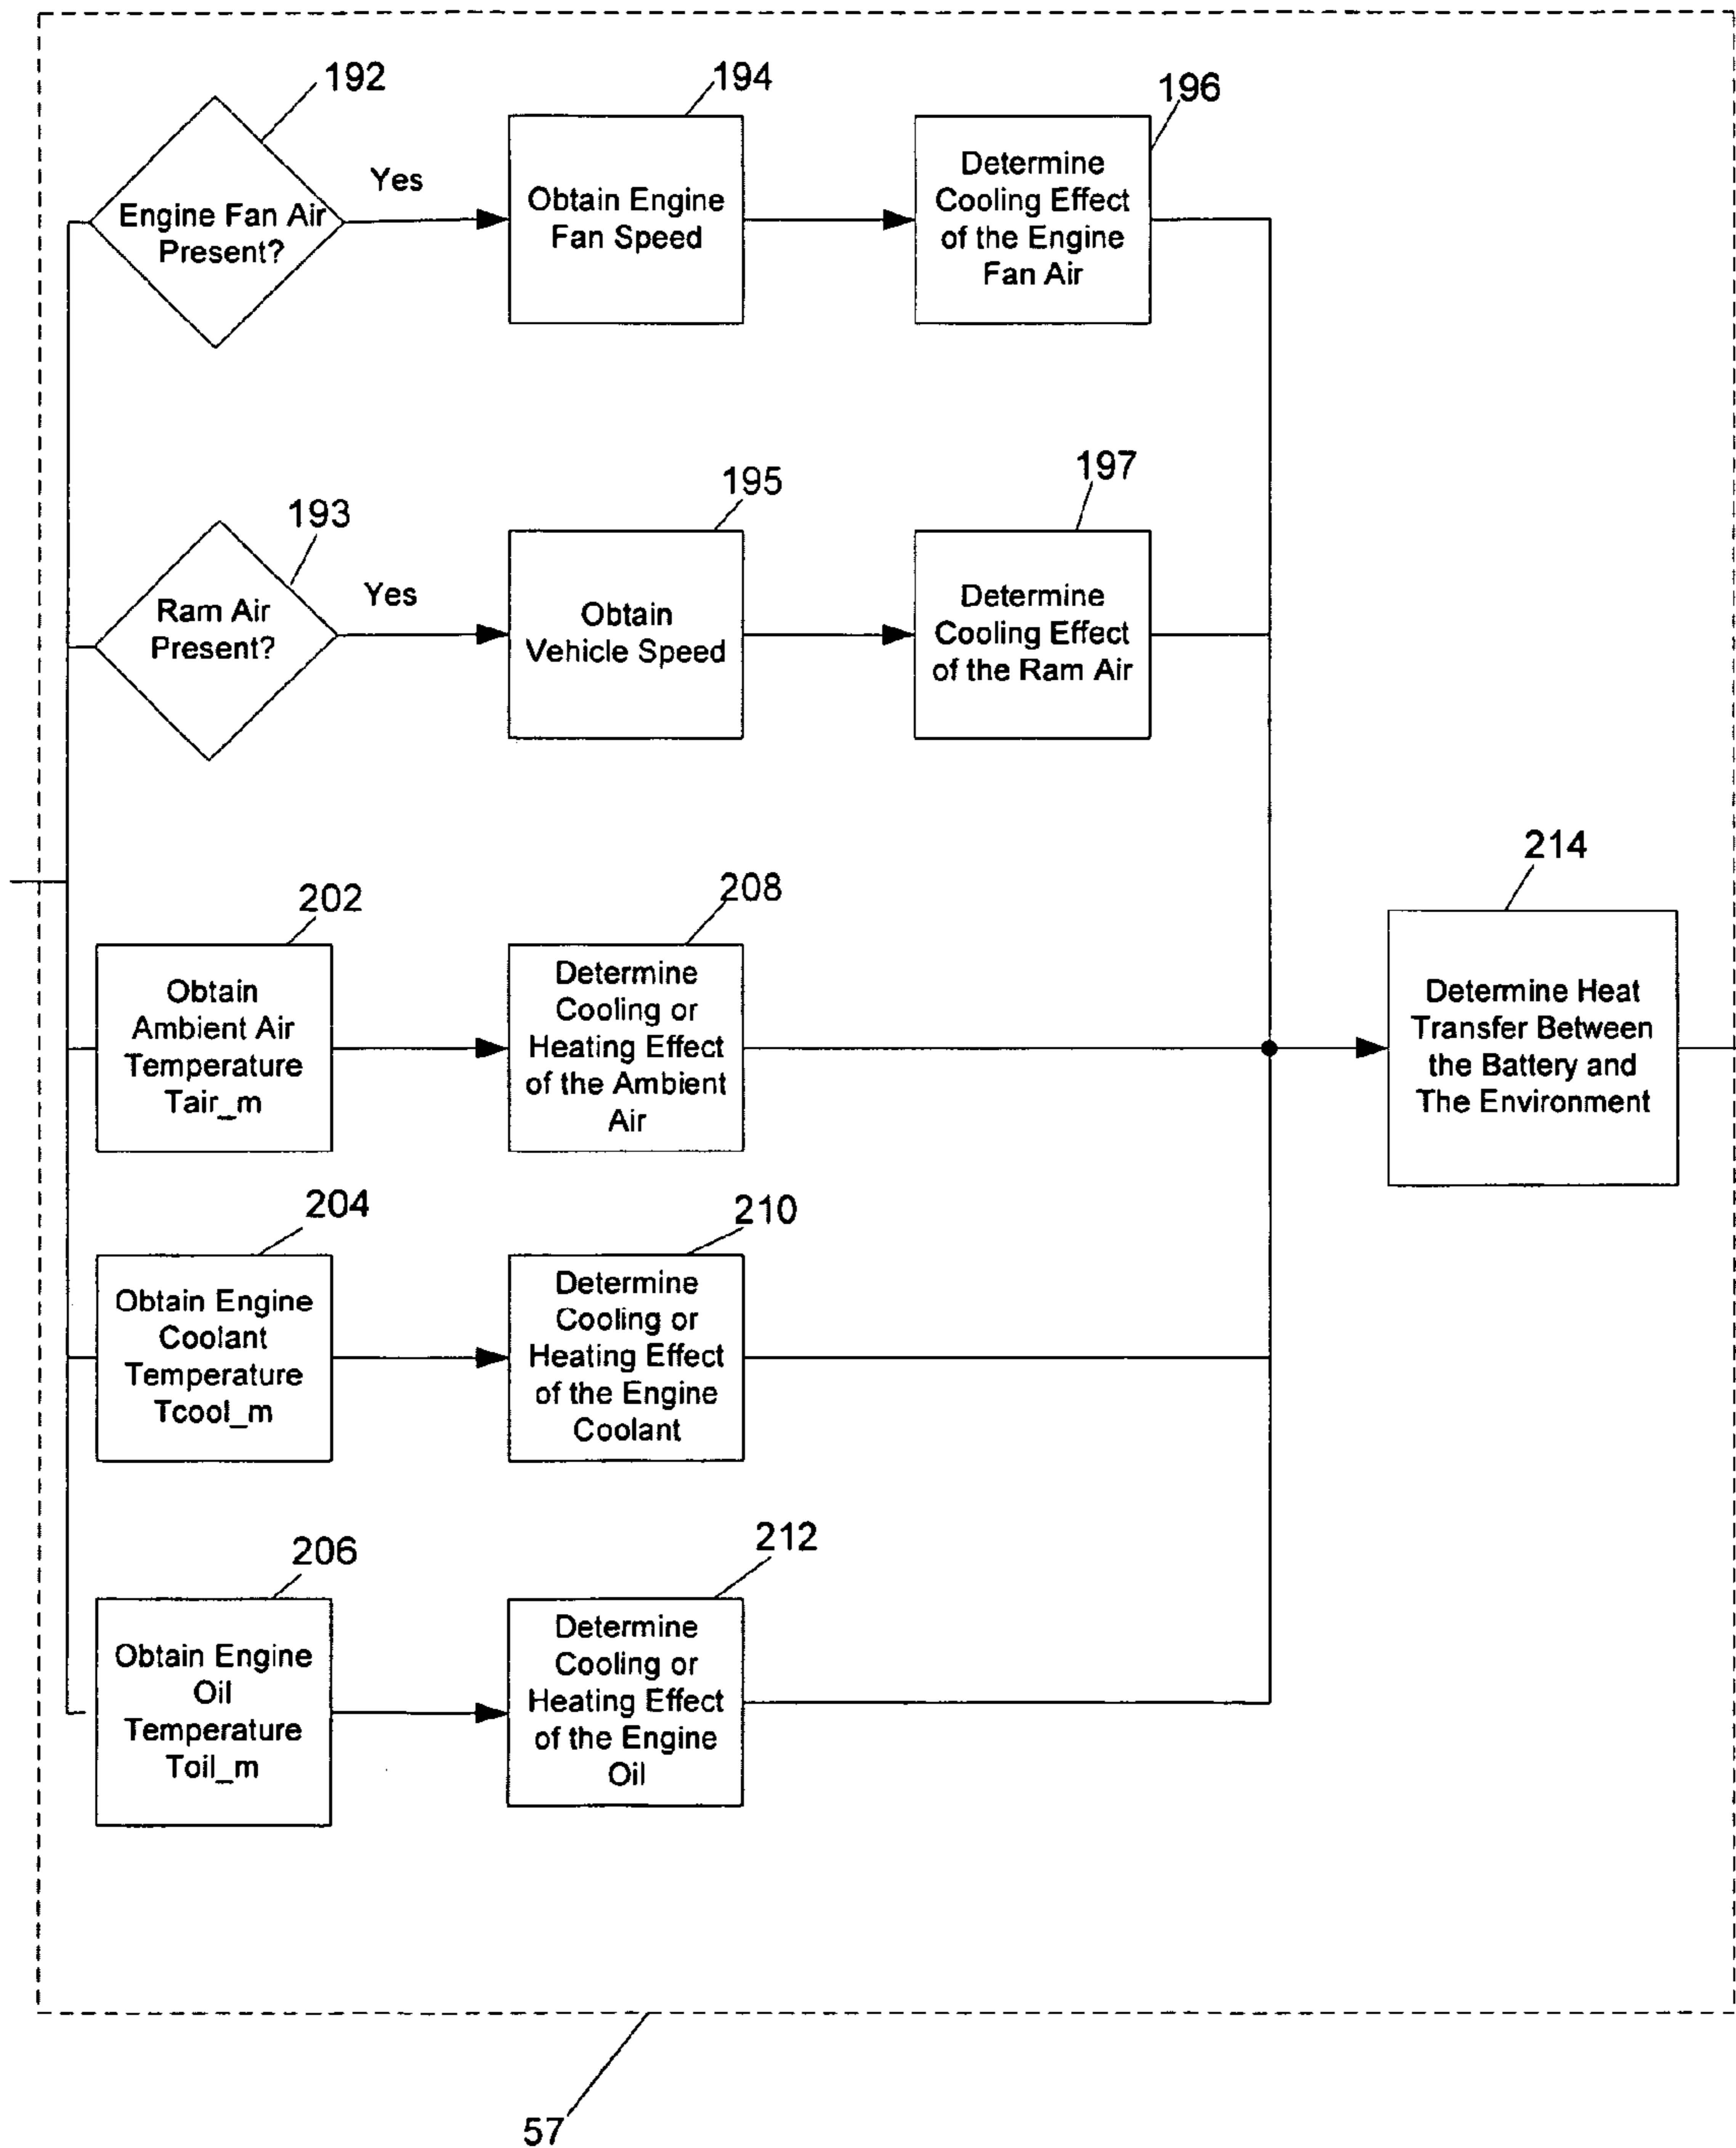 192
194
196
Engine Fan Air
Present?
Yes
Obtain Engine
Fan Speed
Determine
Cooling Effect
of the Engine
Fan Air
193
195
197
Ram Air
Present?
Yes
Obtain
Vehicle Speed
Determine
Cooling Effect
of the Ram Air
202
208
214
Obtain
Ambient Air
Temperature
Tair_m
Determine
Cooling or
Heating Effect
of the Ambient
Air
Determine Heat
Transfer Between
the Battery and
The Environment
204
210
Obtain Engine
Coolant
Temperature
Tcool_m
Determine
Cooling or
Heating Effect
of the Engine
Coolant
206
212
Obtain Engine
Oil
Temperature
Toil_m
Determine
Cooling or
Heating Effect
of the Engine
Oil
57